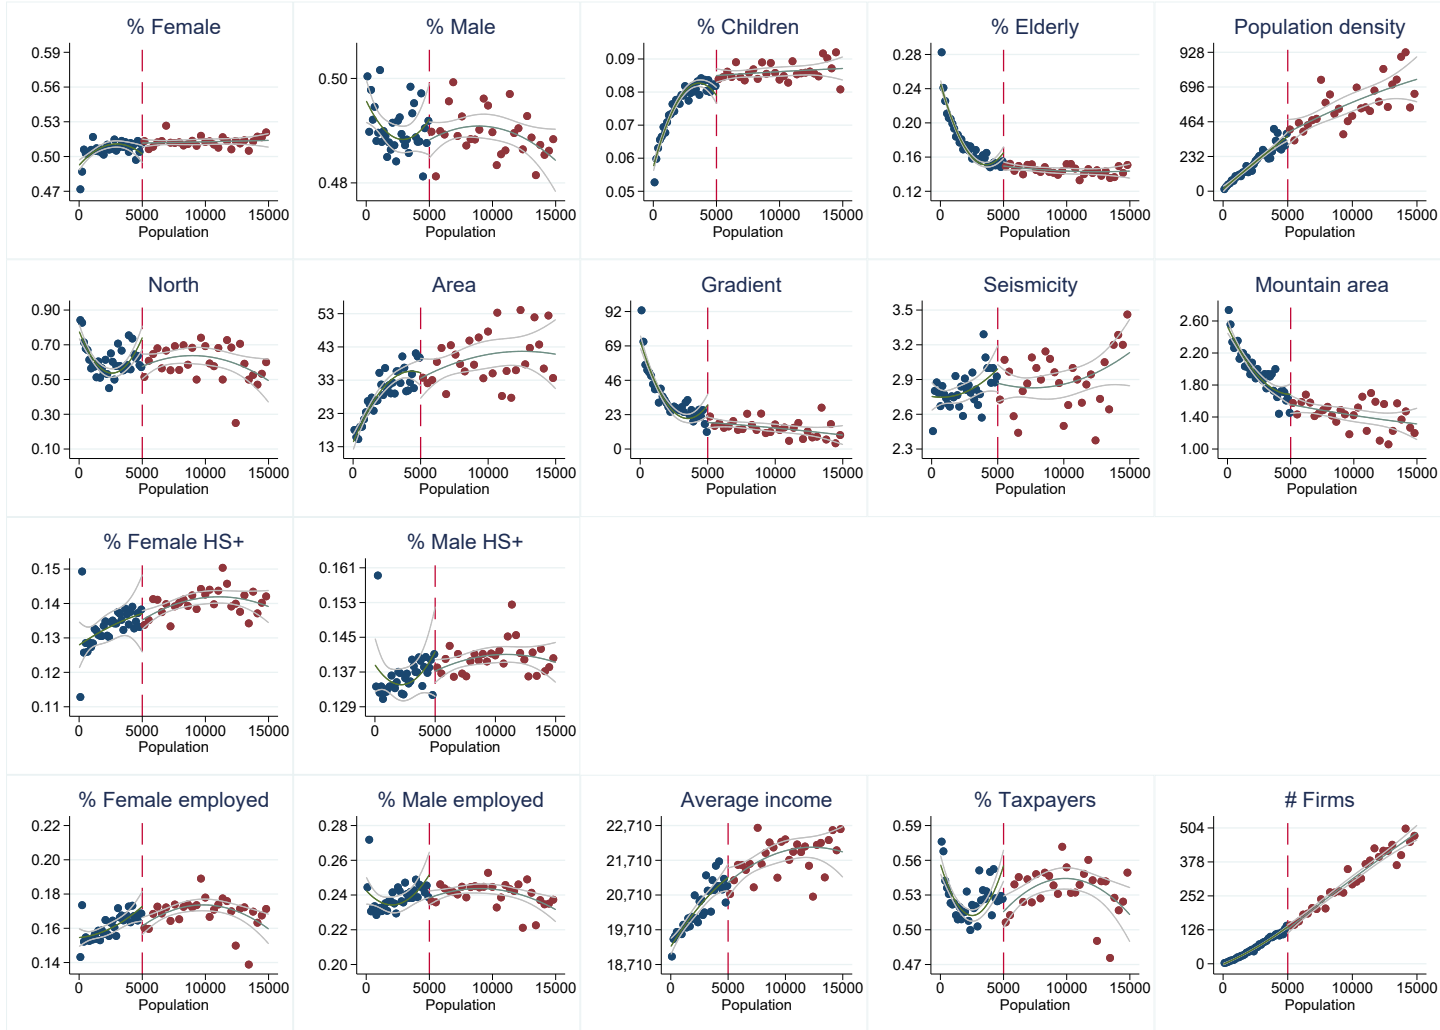 % Female
0.59
0.56
0.53
0.50
0.47
0 5000 10000 15000
Population
% Male
0.50
0.48
0 5000 10000 15000
Population
% Children
0.09
0.08
0.07
0.06
0.05
0 5000 10000 15000
Population
% Elderly
0.28
0.24
0.20
0.16
0.12
0 5000 10000 15000
Population
Population density
928
696
464
232
0
0 5000 10000 15000
Population
North
0.90
0.70
0.50
0.30
0.10
0 5000 10000 15000
Population
Area
53
43
33
23
13
0 5000 10000 15000
Population
Gradient
92
69
46
23
0
0 5000 10000 15000
Population
Seismicity
3.5
3.2
2.9
2.6
2.3
0 5000 10000 15000
Population
Mountain area
2.60
2.20
1.80
1.40
1.00
0 5000 10000 15000
Population
% Female HS+
0.15
0.14
0.13
0.12
0.11
0 5000 10000 15000
Population
% Male HS+
0.161
0.153
0.145
0.137
0.129
0 5000 10000 15000
Population
% Female employed
0.22
0.20
0.18
0.16
0.14
0 5000 10000 15000
Population
% Male employed
0.28
0.26
0.24
0.22
0.20
0 5000 10000 15000
Population
Average income
22,710
21,710
20,710
19,710
18,710
0 5000 10000 15000
Population
% Taxpayers
0.59
0.56
0.53
0.50
0.47
0 5000 10000 15000
Population
# Firms
504
378
252
126
0
0 5000 10000 15000
Population